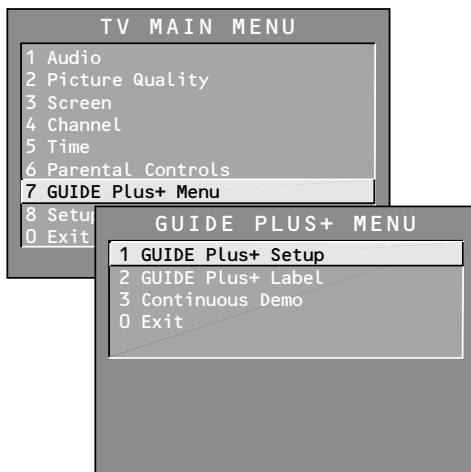 TV MAIN MENU
1 Audio
2 Picture Quality
3 Screen
4 Channel
5 Time
6 Parental Controls
7 GUIDE Plus+ Menu
8 Setup
0 Exit
GUIDE PLUS+ MENU
1 GUIDE Plus+ Setup
2 GUIDE Plus+ Label
3 Continuous Demo
0 Exit